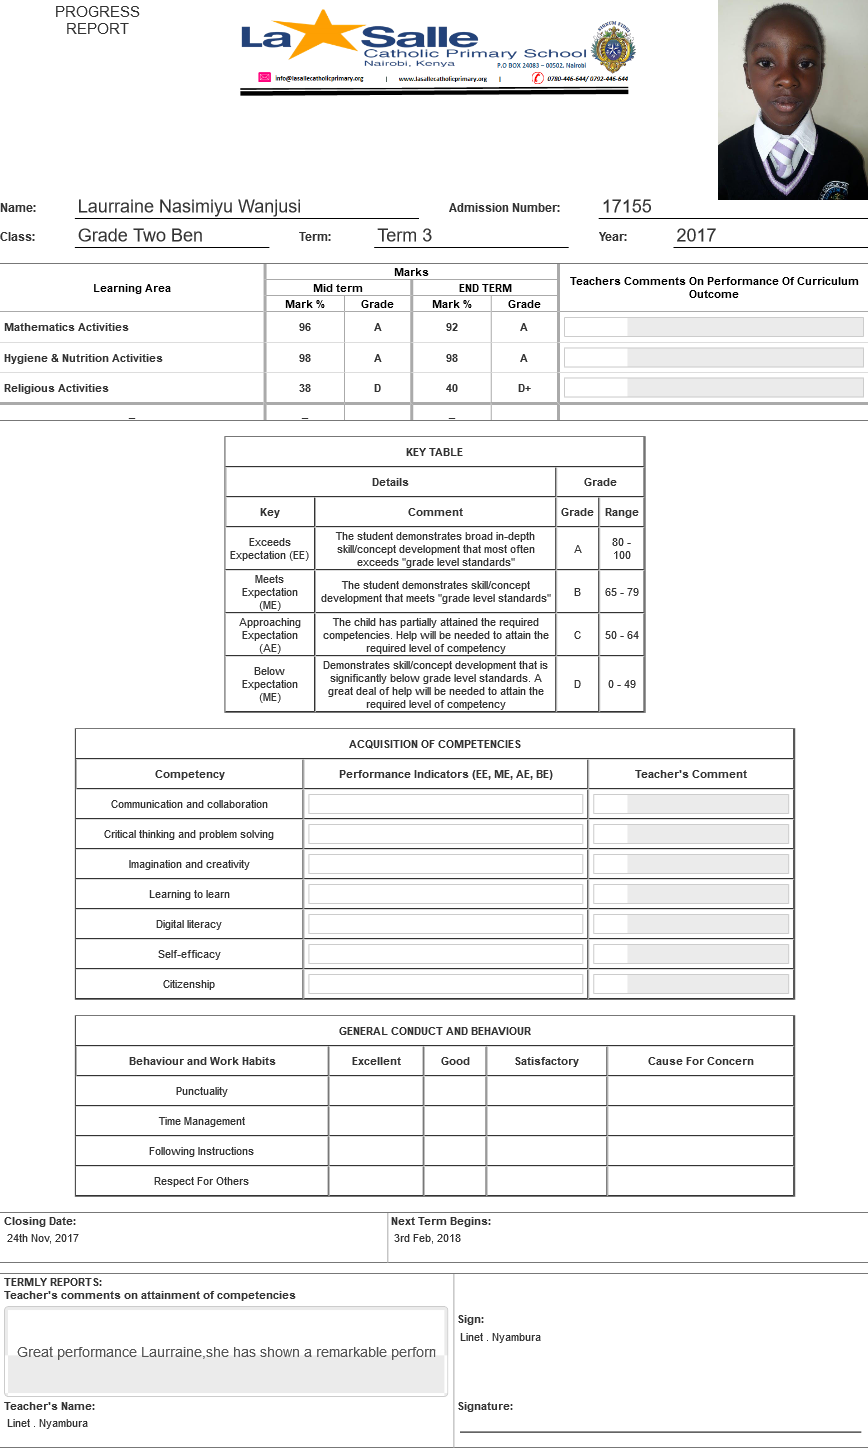 PROGRESS
REPORT
La Salle
Catholic Primary School
Nairobi, Kenya
P.O BOX 24083 – 00502, Nairobi
info@lasallecatholicprimary.org | www.lasallecatholicprimary.org | 0780-446-644/ 0792-446-644
Name: Laurraine Nasimiyu Wanjusi Admission Number: 17155
Class: Grade Two Ben Term: Term 3 Year: 2017
Learning Area Marks Teachers Comments On Performance Of Curriculum Outcome
Mid term END TERM
Mark % Grade Mark % Grade
Mathematics Activities 96 A 92 A
Hygiene & Nutrition Activities 98 A 98 A
Religious Activities 38 D 40 D+
_ _ _
KEY TABLE
Details Grade
Key Comment Grade Range
Exceeds Expectation (EE) The student demonstrates broad in-depth skill/concept development that most often exceeds "grade level standards" A 80 - 100
Meets Expectation (ME) The student demonstrates skill/concept development that meets "grade level standards" B 65 - 79
Approaching Expectation (AE) The child has partially attained the required competencies. Help will be needed to attain the required level of competency C 50 - 64
Below Expectation (ME) Demonstrates skill/concept development that is significantly below grade level standards. A great deal of help will be needed to attain the required level of competency D 0 - 49
ACQUISITION OF COMPETENCIES
Competency Performance Indicators (EE, ME, AE, BE) Teacher's Comment
Communication and collaboration
Critical thinking and problem solving
Imagination and creativity
Learning to learn
Digital literacy
Self-efficacy
Citizenship
GENERAL CONDUCT AND BEHAVIOUR
Behaviour and Work Habits Excellent Good Satisfactory Cause For Concern
Punctuality
Time Management
Following Instructions
Respect For Others
Closing Date: Next Term Begins:
24th Nov, 2017 3rd Feb, 2018
TERMLY REPORTS:
Teacher's comments on attainment of competencies
Sign:
Linet . Nyambura
Great performance Laurraine,she has shown a remarkable perforn
Teacher's Name: Signature:
Linet . Nyambura